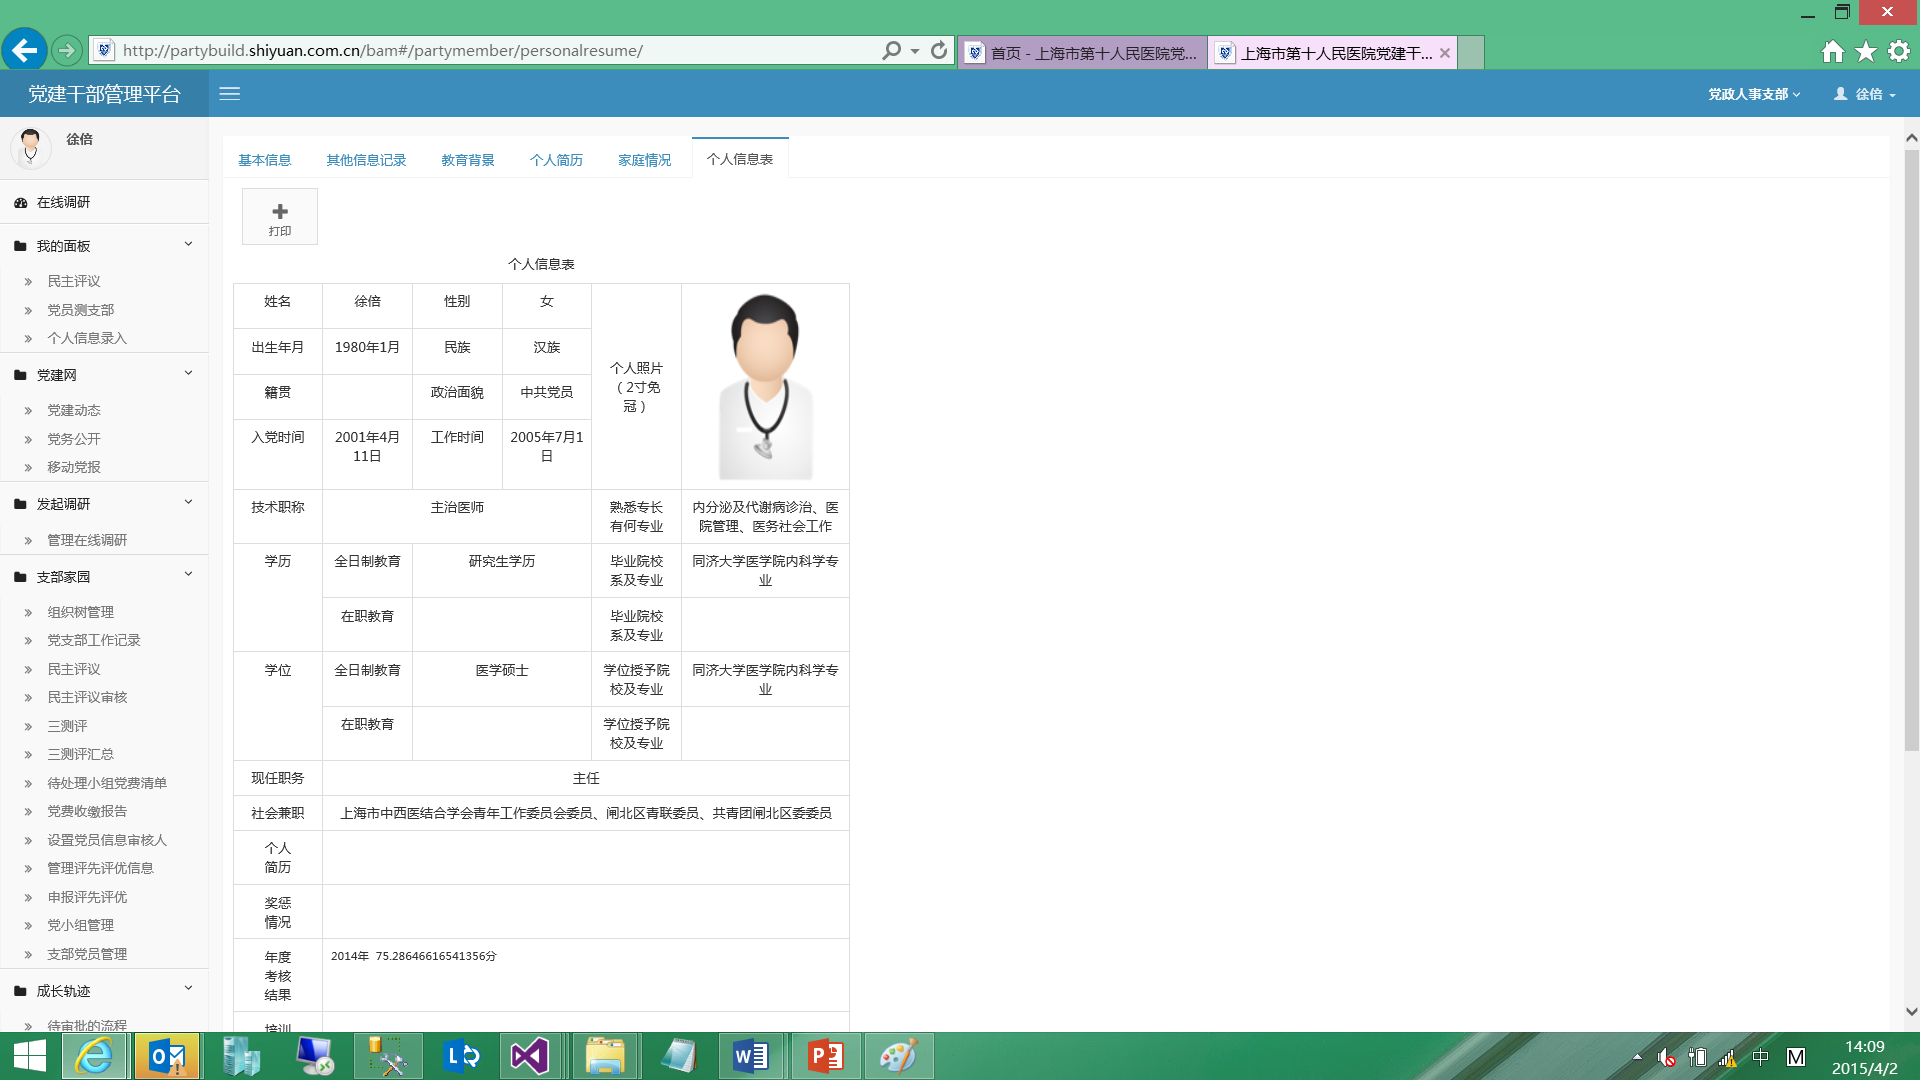 http://partybuild.shiyuan.com.cn/bam#/partymember/personalresume/
首页 - 上海市第十人民医院党...
上海市第十人民医院党建干...
党建干部管理平台
党政人事支部
徐倍
徐倍
在线调研
我的面板
民主评议
党员测支部
个人信息录入
党建网
党建动态
党务公开
移动党报
发起调研
管理在线调研
支部家园
组织树管理
党支部工作记录
民主评议
民主评议审核
三测评
三测评汇总
待处理小组党费清单
党费收缴报告
设置党员信息审核人
管理评先评优信息
申报评先评优
党小组管理
支部党员管理
成长轨迹
待审批的流程
基本信息 其他信息记录 教育背景 个人简历 家庭情况 个人信息表
打印
个人信息表
姓名 徐倍 性别 女
出生年月 1980年1月 民族 汉族
个人照片
（2寸免
冠）
籍贯 政治面貌 中共党员
入党时间 2001年4月
11日
工作时间 2005年7月1
日
技术职称 主治医师
熟悉专长
有何专业
内分泌及代谢病诊治、医
院管理、医务社会工作
学历 全日制教育 研究生学历
毕业院校
系及专业
同济大学医学院内科学专
业
在职教育
毕业院校
系及专业
学位 全日制教育 医学硕士
学位授予院
校及专业
同济大学医学院内科学专
业
在职教育
学位授予院
校及专业
现任职务 主任
社会兼职 上海市中西医结合学会青年工作委员会委员、闸北区青联委员、共青团闸北区委委员
个人
简历
奖惩
情况
年度
考核
结果
2014年 75.28646616541356分
培训
中
M
14:09
2015/4/2